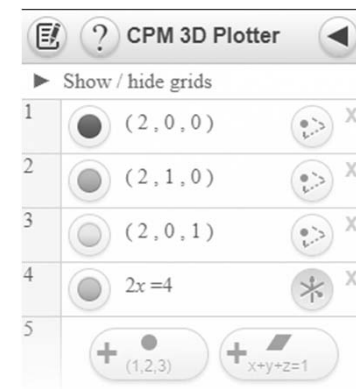 ? CPM 3D Plotter
Show / hide grids
1 (2,0,0) X
2 (2,1,0) X
3 (2,0,1) X
4 2x=4 X
5
+ (1,2,3) + x+y+z=1